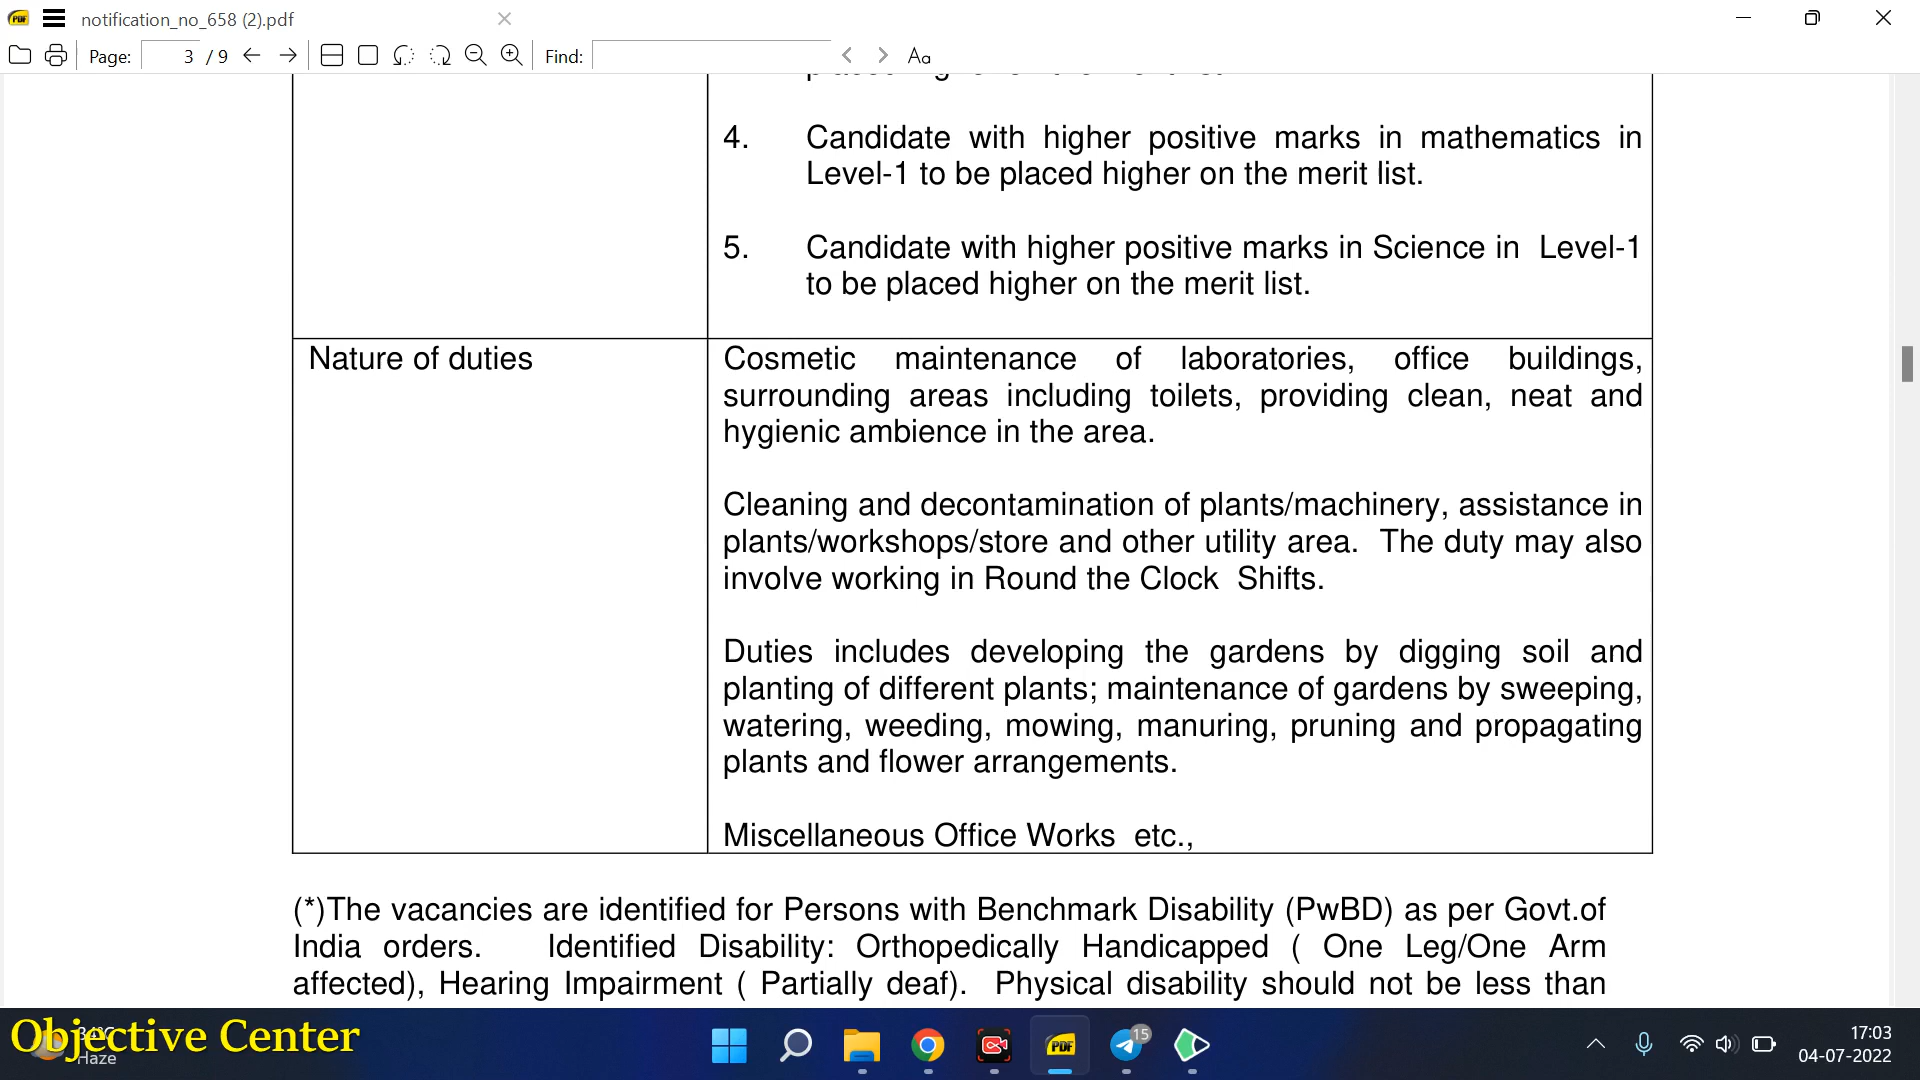 notification_no_658 (2).pdf
Page: 3 / 9 Find: Aa
4. Candidate with higher positive marks in mathematics in
Level-1 to be placed higher on the merit list.
5. Candidate with higher positive marks in Science in Level-1
to be placed higher on the merit list.
Nature of duties
Cosmetic maintenance of laboratories, office buildings,
surrounding areas including toilets, providing clean, neat and
hygienic ambience in the area.
Cleaning and decontamination of plants/machinery, assistance in
plants/workshops/store and other utility area. The duty may also
involve working in Round the Clock Shifts.
Duties includes developing the gardens by digging soil and
planting of different plants; maintenance of gardens by sweeping,
watering, weeding, mowing, manuring, pruning and propagating
plants and flower arrangements.
Miscellaneous Office Works etc.,
(*)The vacancies are identified for Persons with Benchmark Disability (PwBD) as per Govt.of
India orders. Identified Disability: Orthopedically Handicapped ( One Leg/One Arm
affected), Hearing Impairment ( Partially deaf). Physical disability should not be less than
Objective Center
Haze
PDF
15
17:03
04-07-2022